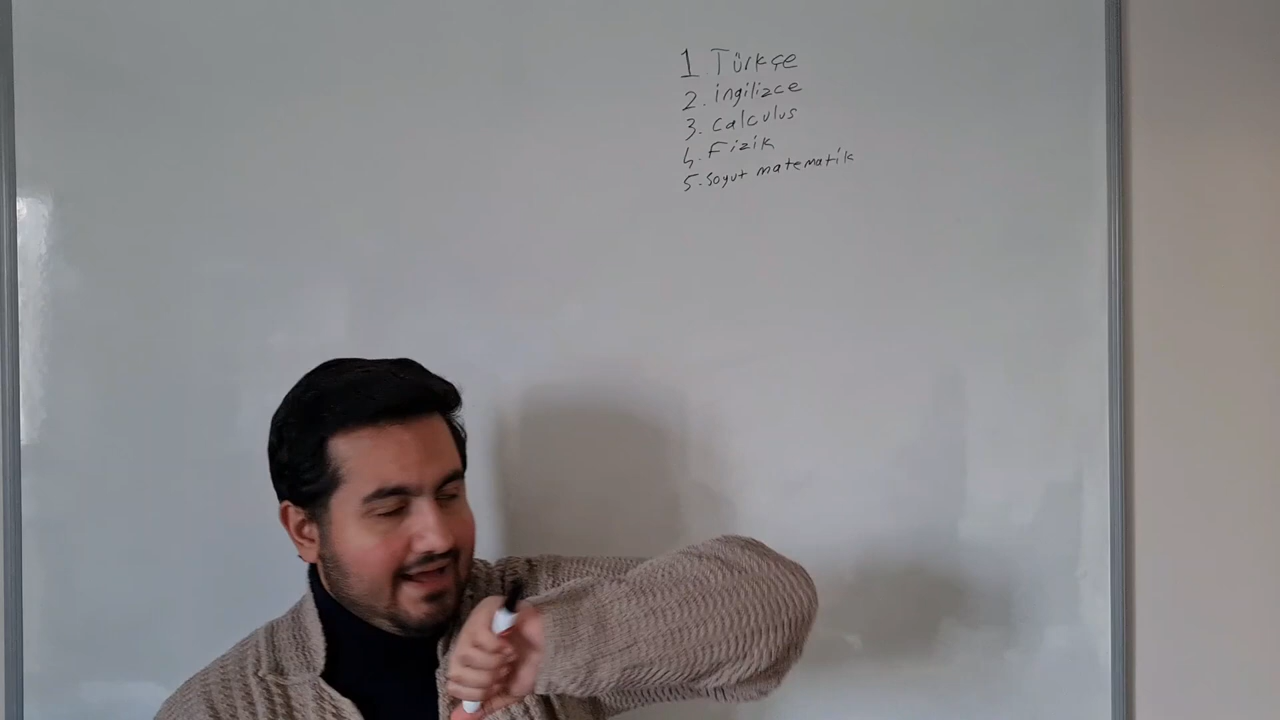 1. Türkçe
2. ingilizce
3. calculus
4. Fizik
5. Soyut matematik